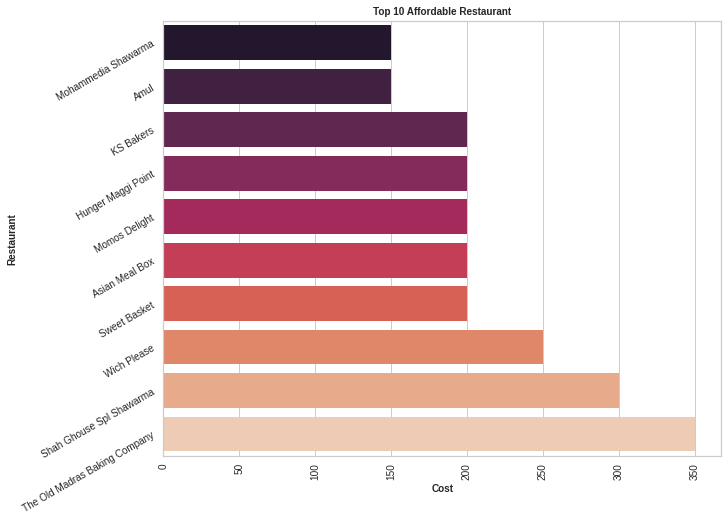 Top 10 Affordable Restaurant
Restaurant
Mohammedia Shawarma
Amul
KS Bakers
Hunger Maggi Point
Momos Delight
Asian Meal Box
Sweet Basket
Wich Please
Shah Ghouse Spl Shawarma
The Old Madras Baking Company
0 50 100 150 200 250 300 350
Cost